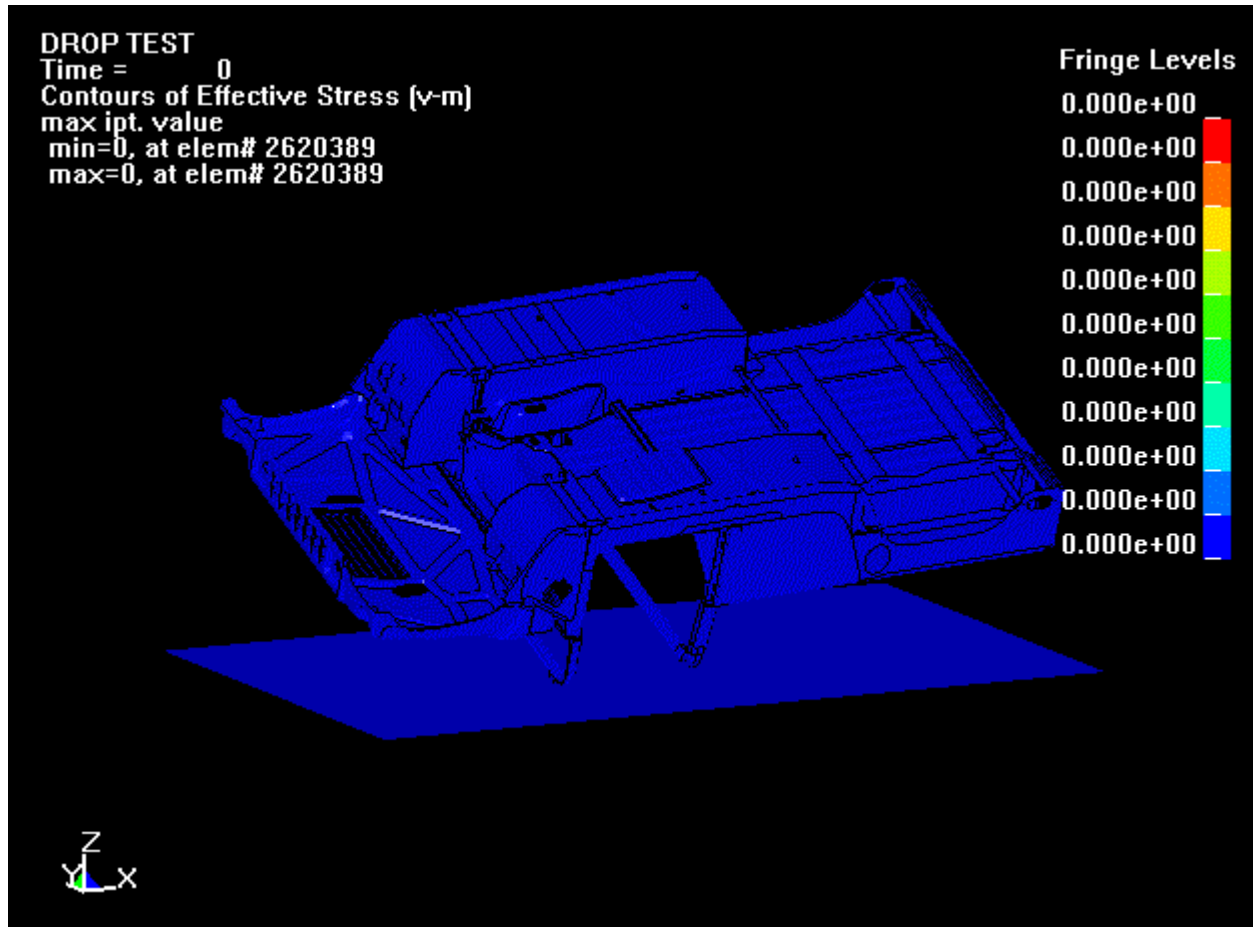 DROP TEST
Time = 0
Contours of Effective Stress (v-m)
max ipt. value
min=0, at elem# 2620389
max=0, at elem# 2620389
Fringe Levels
0.000e+00
0.000e+00
0.000e+00
0.000e+00
0.000e+00
0.000e+00
0.000e+00
0.000e+00
0.000e+00
0.000e+00
0.000e+00
Z
Y
X